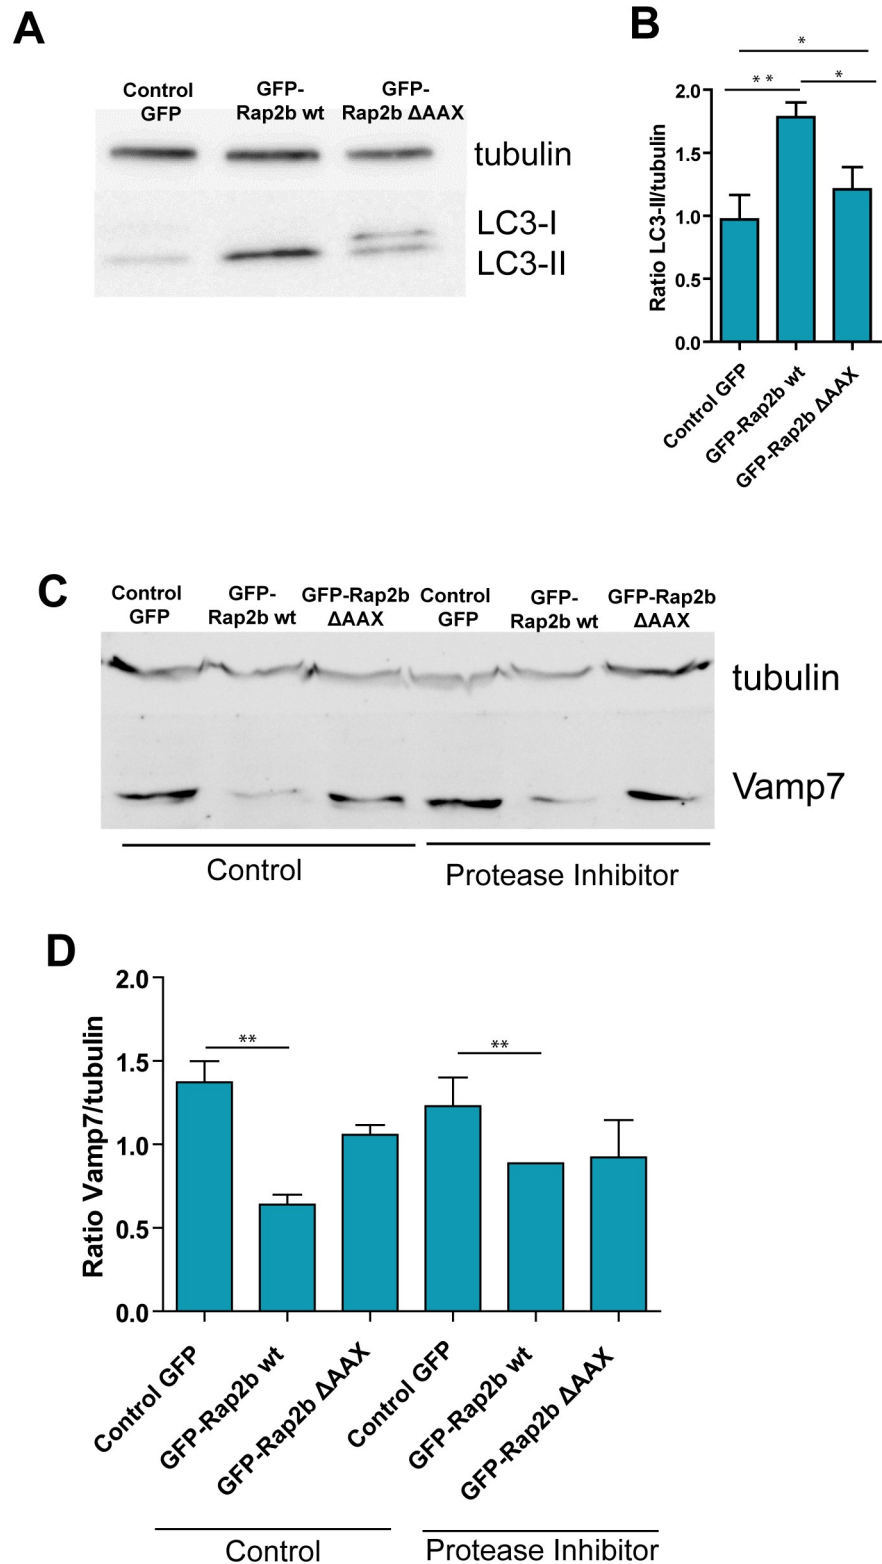 A
Control
GFP
GFP-
Rap2b wt
GFP-
Rap2b ΔAAX
tubulin
LC3-I
LC3-II
B
*
* *
*
Ratio LC3-II/tubulin
2.0
1.5
1.0
0.5
0.0
Control GFP
GFP-Rap2b wt
GFP-Rap2b ΔAAX
C
Control
GFP
GFP-
Rap2b wt
GFP-Rap2b
ΔAAX
Control
GFP
GFP-
Rap2b wt
GFP-Rap2b
ΔAAX
tubulin
Vamp7
Control
Protease Inhibitor
D
Ratio Vamp7/tubulin
2.0
1.5
1.0
0.5
0.0
**
**
Control GFP
GFP-Rap2b wt
GFP-Rap2b ΔAAX
Control GFP
GFP-Rap2b wt
GFP-Rap2b ΔAAX
Control
Protease Inhibitor